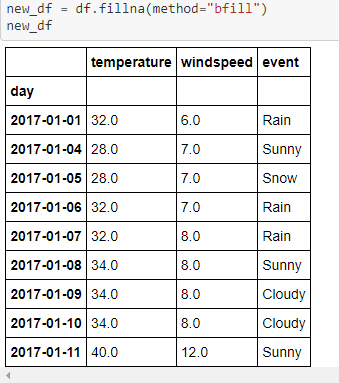 new_df = df.fillna(method="bfill")
new_df
temperature windspeed event
day
2017-01-01 32.0 6.0 Rain
2017-01-04 28.0 7.0 Sunny
2017-01-05 28.0 7.0 Snow
2017-01-06 32.0 7.0 Rain
2017-01-07 32.0 8.0 Rain
2017-01-08 34.0 8.0 Sunny
2017-01-09 34.0 8.0 Cloudy
2017-01-10 34.0 8.0 Cloudy
2017-01-11 40.0 12.0 Sunny